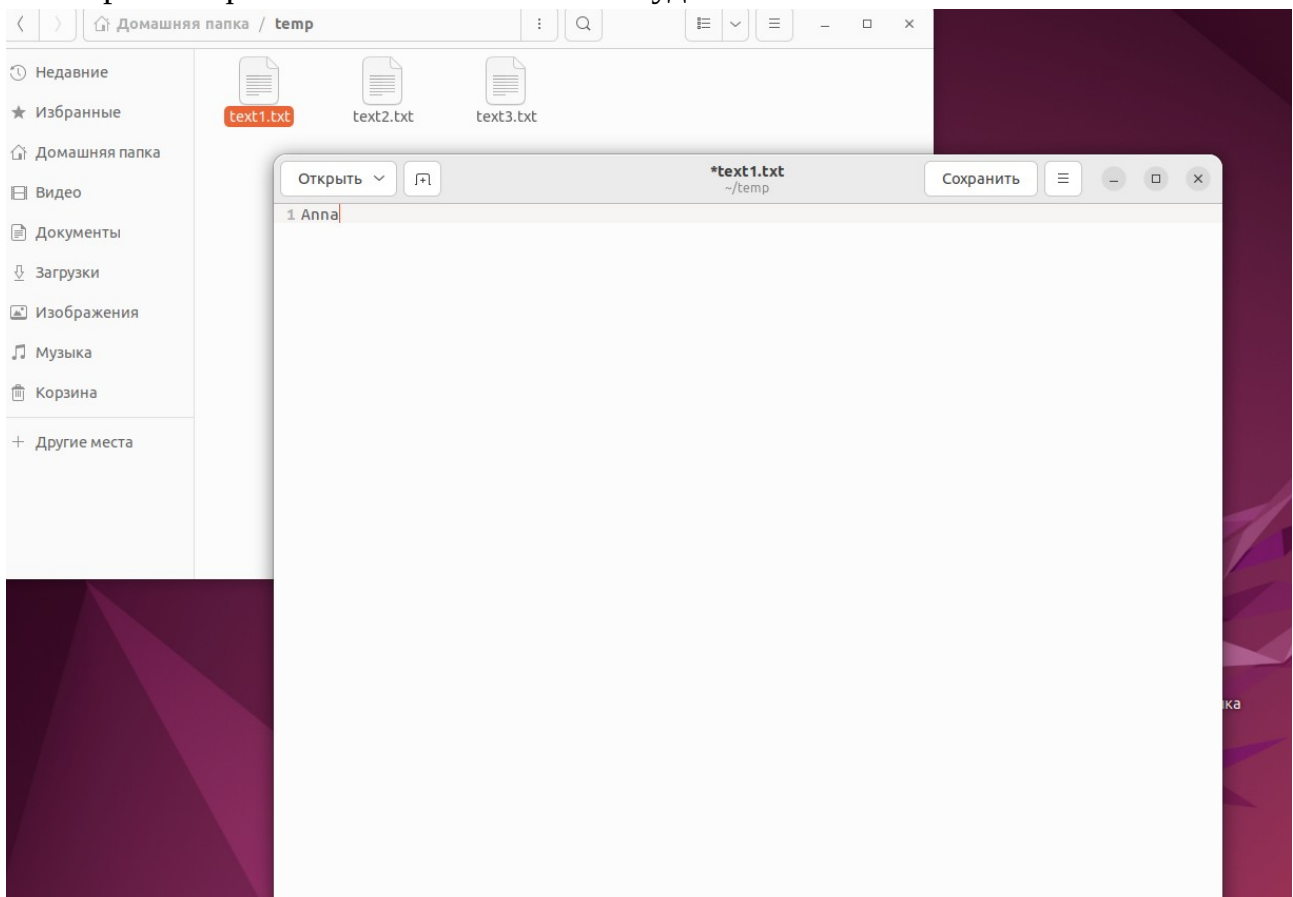 Домашняя папка / temp
Недавние
Избранные
Домашняя папка
Видео
Документы
Загрузки
Изображения
Музыка
Корзина
+ Другие места
text1.txt text2.txt text3.txt
Открыть
*text1.txt
~/temp
Сохранить
1 Anna
ка